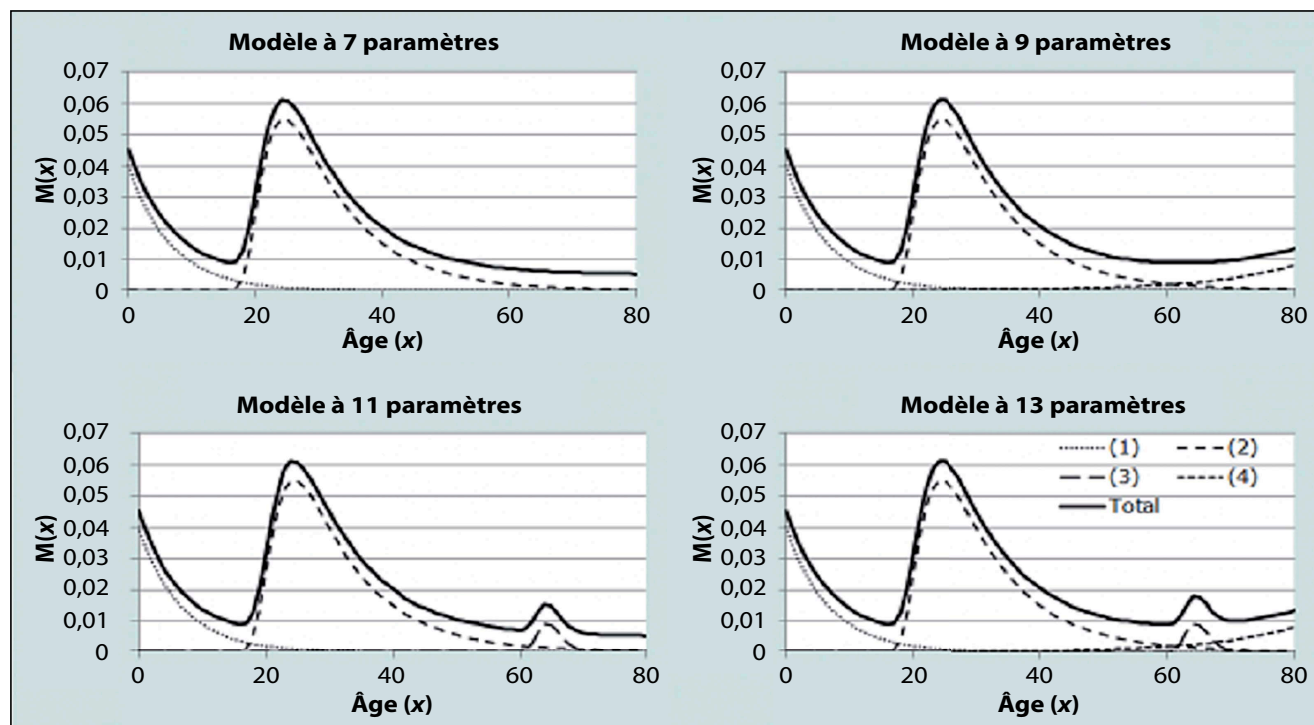 Modèle à 7 paramètres
0,07
0,06
0,05
0,04
0,03
0,02
0,01
0
M(x)
0 20 40 60 80
Âge (x)
Modèle à 9 paramètres
0,07
0,06
0,05
0,04
0,03
0,02
0,01
0
M(x)
0 20 40 60 80
Âge (x)
Modèle à 11 paramètres
0,07
0,06
0,05
0,04
0,03
0,02
0,01
0
M(x)
0 20 40 60 80
Âge (x)
Modèle à 13 paramètres
0,07
0,06
0,05
0,04
0,03
0,02
0,01
0
M(x)
(1) (2)
(3) (4)
Total
0 20 40 60 80
Âge (x)